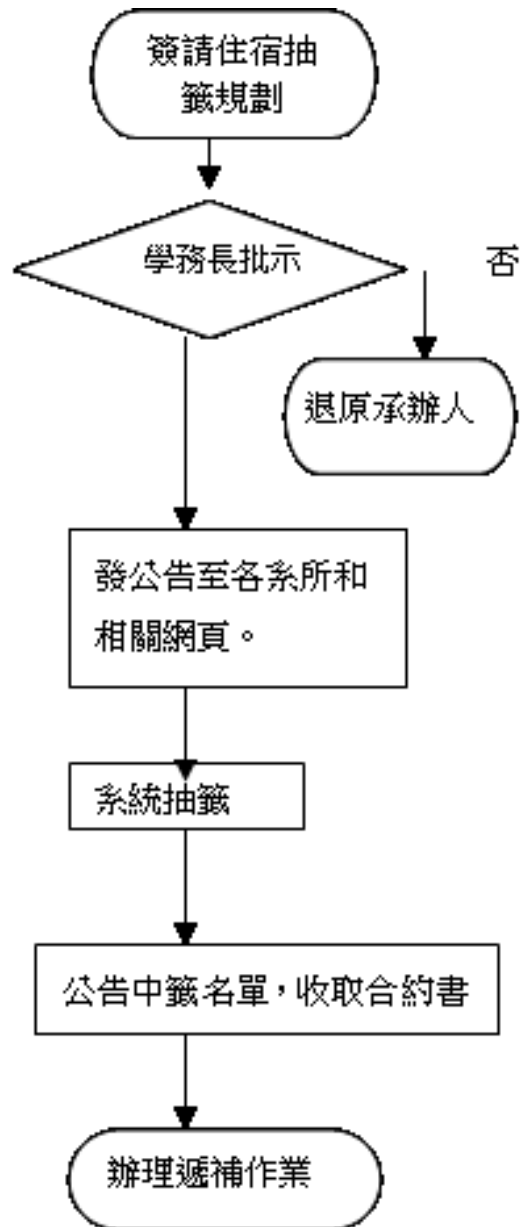 簽請住宿抽
籤規劃
學務長批示
否
退原承辦人
發公告至各系所和
相關網頁。
系統抽籤
公告中籤名單，收取合約書
辦理遞補作業